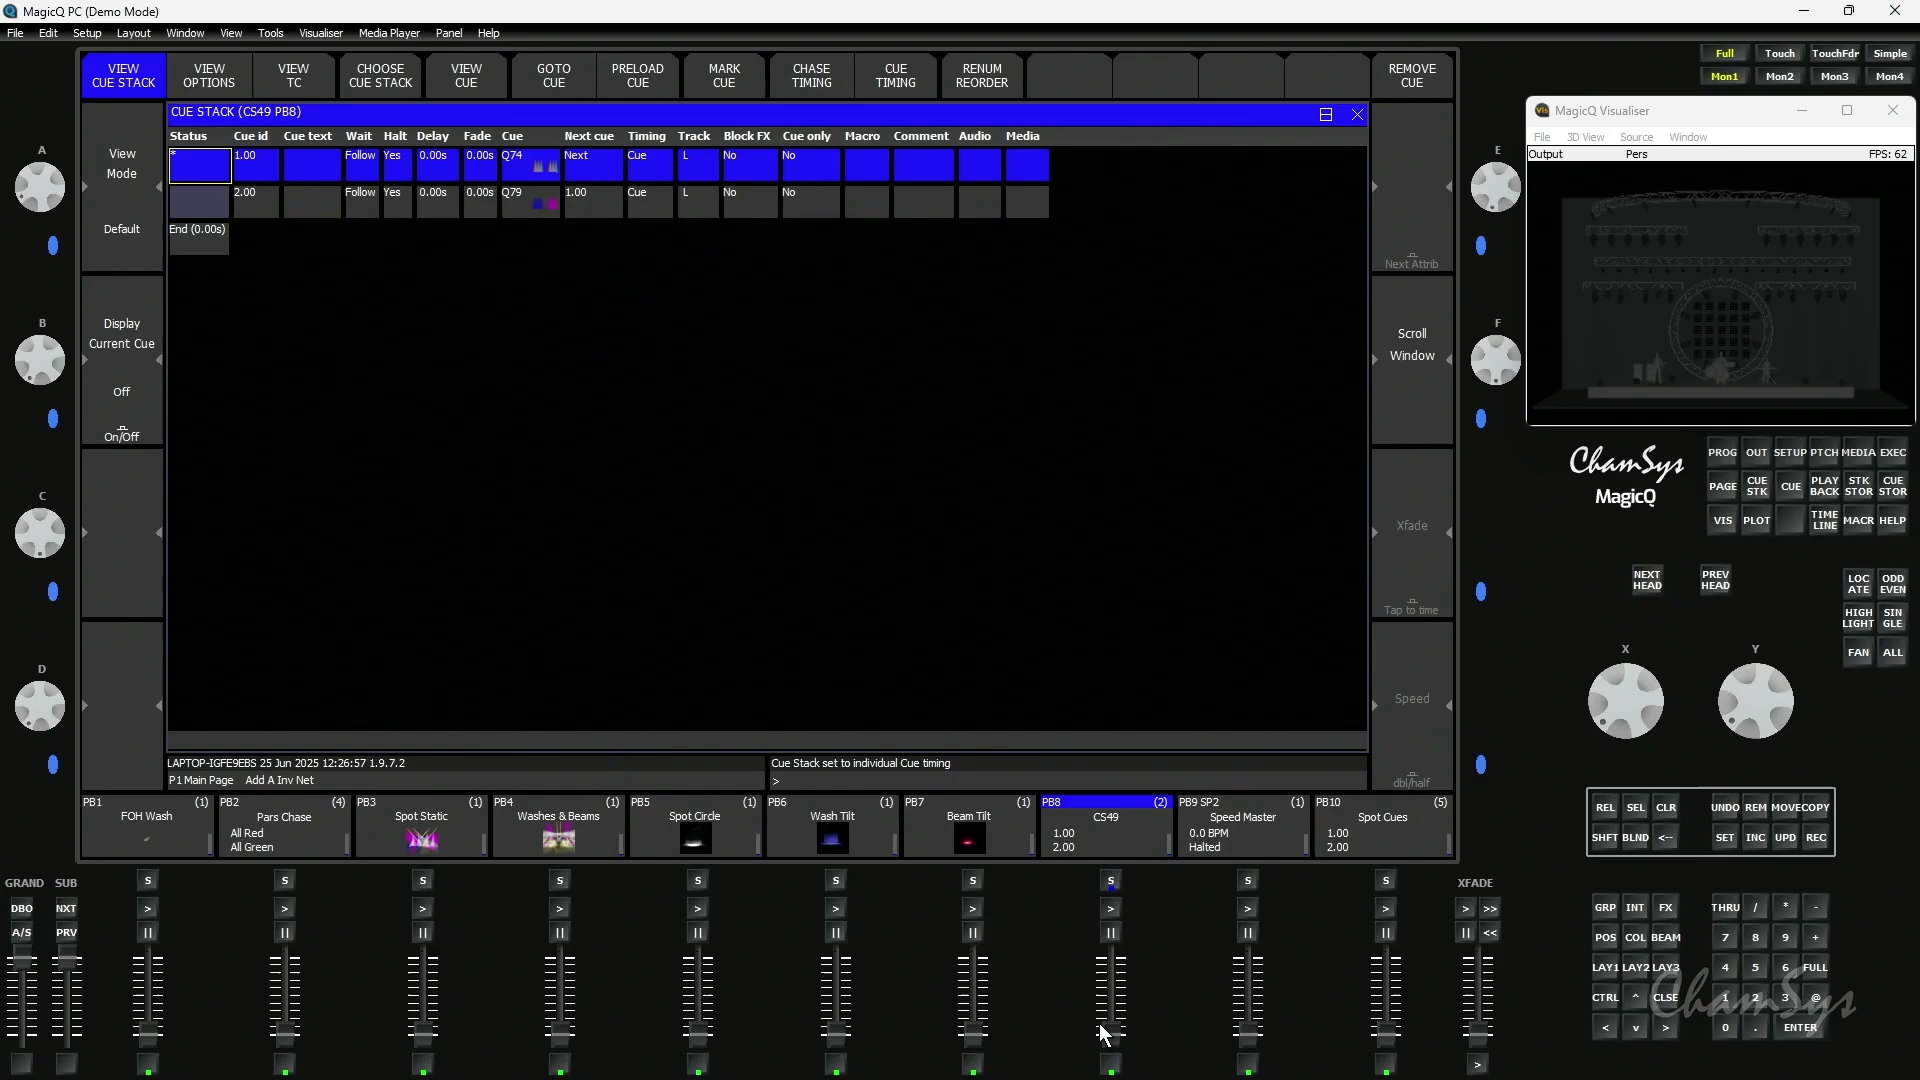 MagicQ PC (Demo Mode)
File Edit Setup Layout Window View Tools Visualiser Media Player Panel Help
Full Touch TouchFdr Simple
Mon1 Mon2 Mon3 Mon4
VIEW CUE STACK
VIEW OPTIONS
VIEW TC
CHOOSE CUE STACK
VIEW CUE
GOTO CUE
PRELOAD CUE
MARK CUE
CHASE TIMING
CUE TIMING
RENUM REORDER
REMOVE CUE
CUE STACK (CS49 PB8)
Status Cue id Cue text Wait Halt Delay Fade Cue Next cue Timing Track Block FX Cue only Macro Comment Audio Media
* 1.00 Follow Yes 0.00s 0.00s Q74 Next Cue L No No
2.00 Follow Yes 0.00s 0.00s Q79 1.00 Cue L No No
End (0.00s)
A
View
Mode
Default
B
Display
Current Cue
Off
On/Off
C
D
E
Next Attrib
F
Scroll
Window
Xfade
Tap to time
Speed
dbl/half
MagicQ Visualiser
File 3D View Source Window
Output Pers FPS: 62
ChamSys
MagicQ
PROG OUT SETUP PTCH MEDIA EXEC
PAGE CUE STK CUE PLAY BACK STK STOR CUE STOR
VIS PLOT TIME LINE MACR HELP
NEXT HEAD PREV HEAD
LOC ATE ODD EVEN
HIGH LIGHT SIN GLE
FAN ALL
X Y
LAPTOP-IGFE9EBS 25 Jun 2025 12:26:57 1.9.7.2
Cue Stack set to individual Cue timing
P1 Main Page Add A Inv Net
>
PB1 (1)
FOH Wash
PB2 (4)
Pars Chase
All Red
All Green
PB3 (1)
Spot Static
PB4 (1)
Washes & Beams
PB5 (1)
Spot Circle
PB6 (1)
Wash Tilt
PB7 (1)
Beam Tilt
PB8 (2)
CS49
1.00
2.00
PB9 SP2 (1)
Speed Master
0.0 BPM
Halted
PB10 (5)
Spot Cues
1.00
2.00
REL SEL CLR UNDO REM MOVE COPY
SHFT BLND <-- SET INC UPD REC
GRAND SUB
S S S S S S S S S S
XFADE
DBO NXT > > > > > > > > > > > >>
A/S PRV || || || || || || || || || || || <<
>
GRP INT FX THRU / * -
POS COL BEAM 7 8 9 +
LAY1 LAY2 LAY3 4 5 6 FULL
CTRL ^ CLSE 1 2 3 @
< v > 0 . ENTER
ChamSys